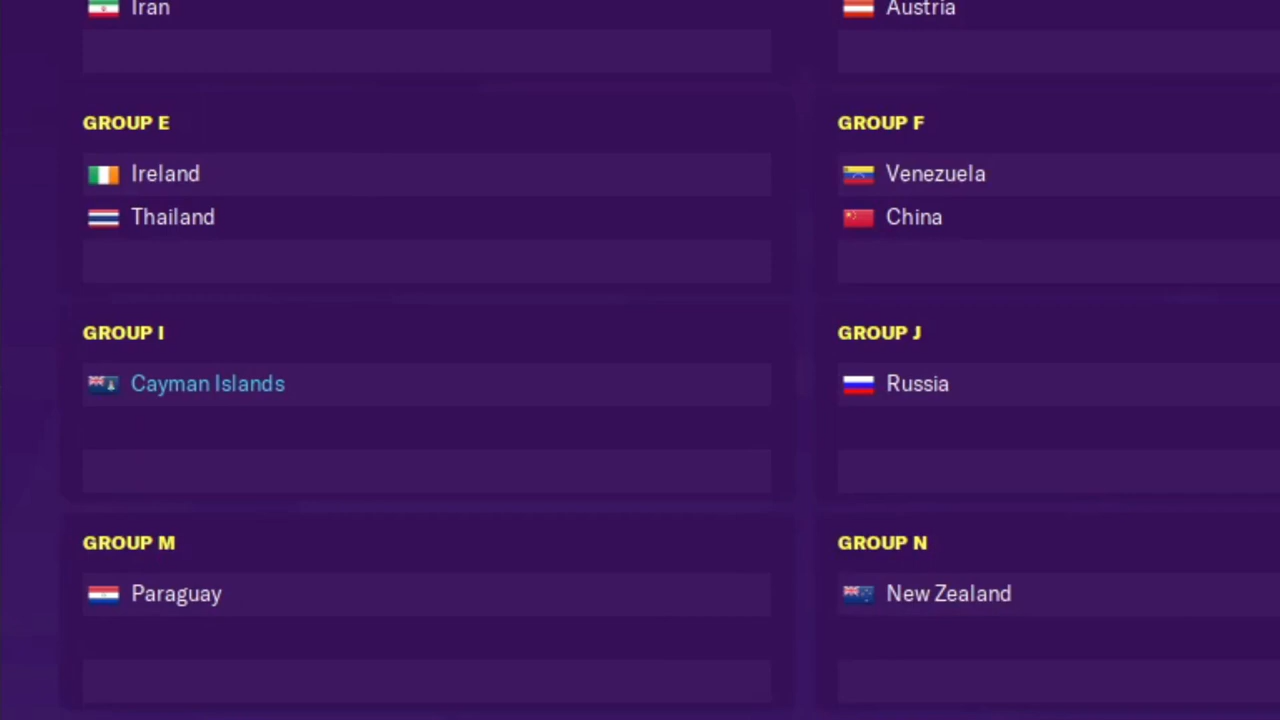 Iran
Austria
GROUP E
GROUP F
Ireland
Venezuela
Thailand
China
GROUP I
GROUP J
Cayman Islands
Russia
GROUP M
GROUP N
Paraguay
New Zealand